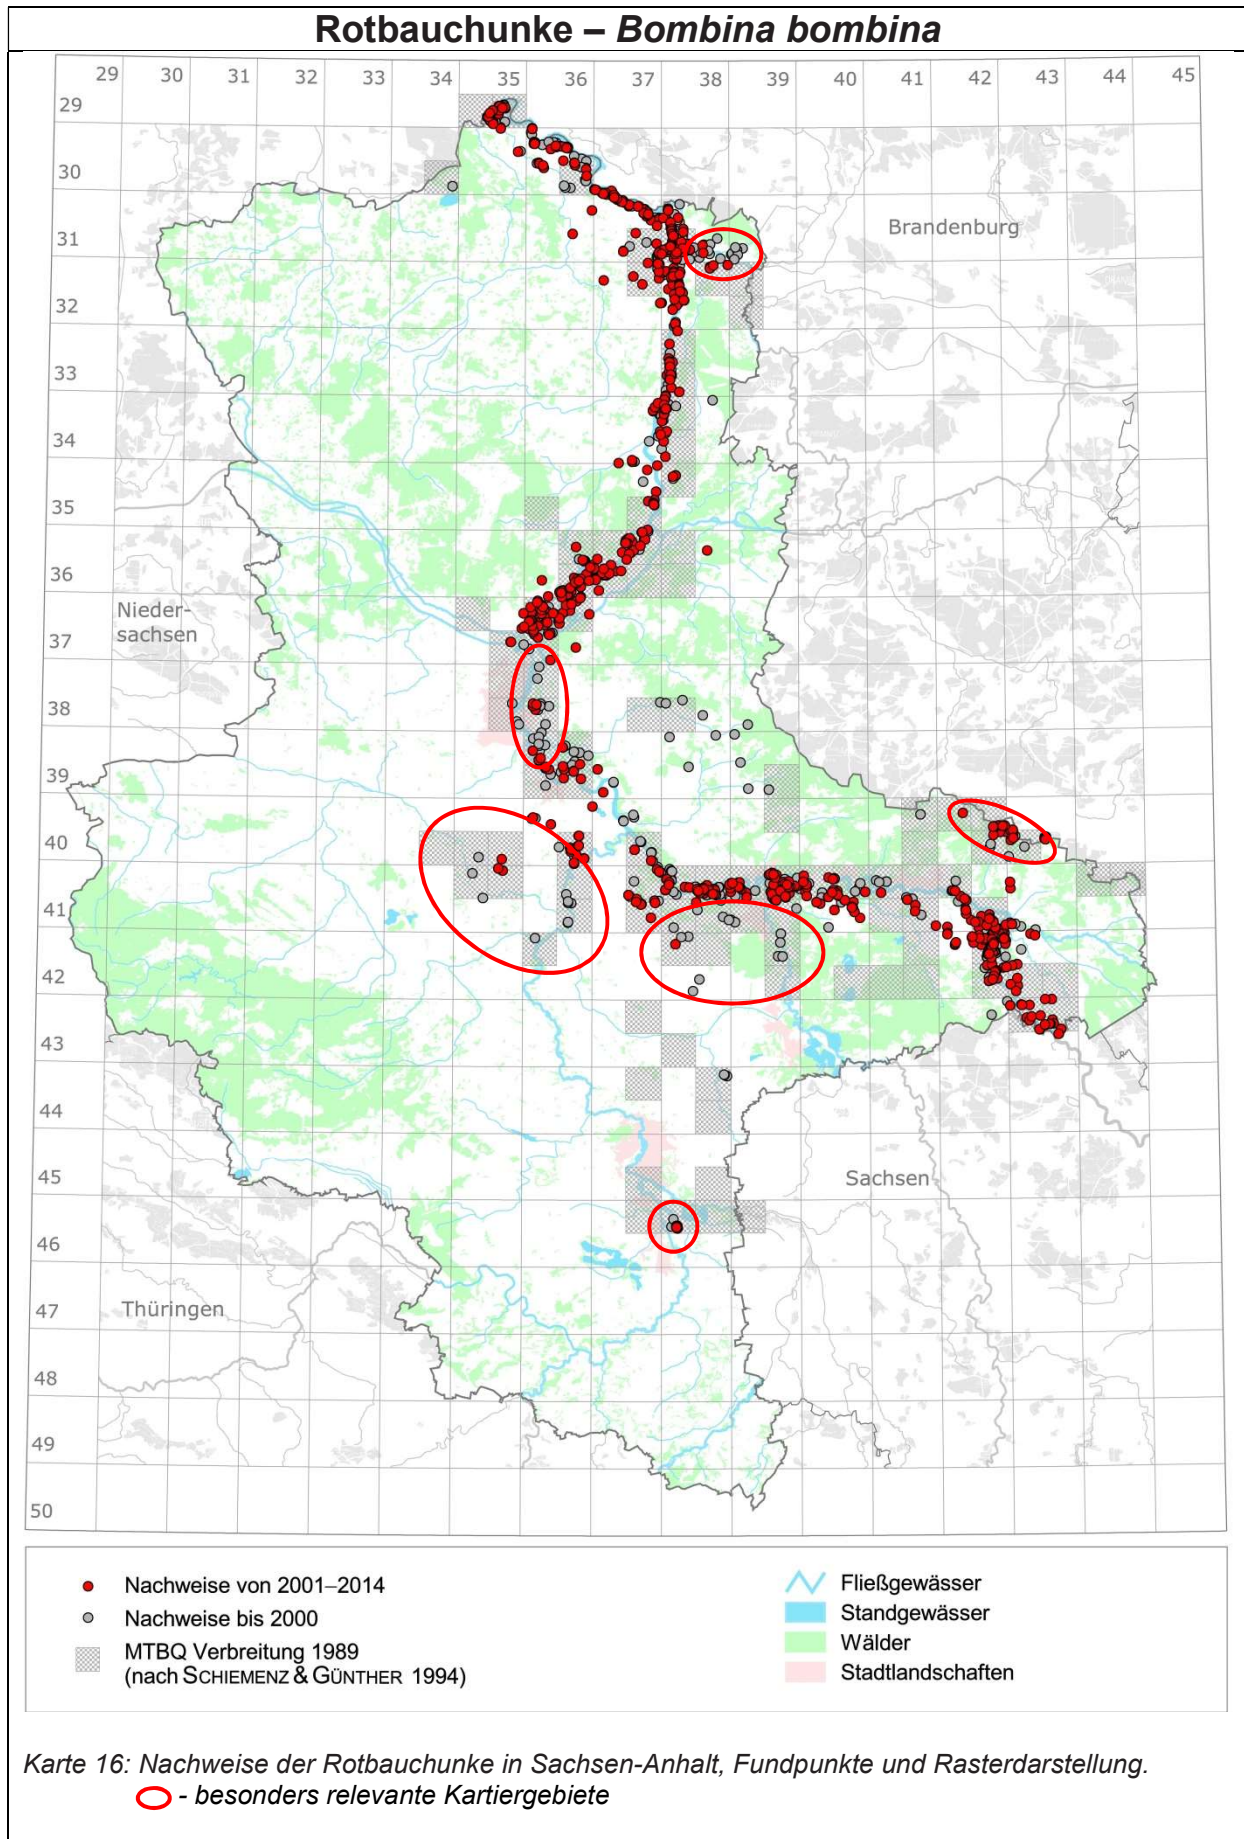 Rotbauchunke – Bombina bombina
29 30 31 32 33 34 35 36 37 38 39 40 41 42 43 44 45
29
30
31
32
33
34
35
36
37
38
39
40
41
42
43
44
45
46
47
48
49
50
Brandenburg
Nieder-
sachsen
Sachsen
Thüringen
Nachweise von 2001–2014
Nachweise bis 2000
MTBQ Verbreitung 1989
(nach SCHIEMENZ & GÜNTHER 1994)
Fließgewässer
Standgewässer
Wälder
Stadtlandschaften
Karte 16: Nachweise der Rotbauchunke in Sachsen-Anhalt, Fundpunkte und Rasterdarstellung.
- besonders relevante Kartiergebiete